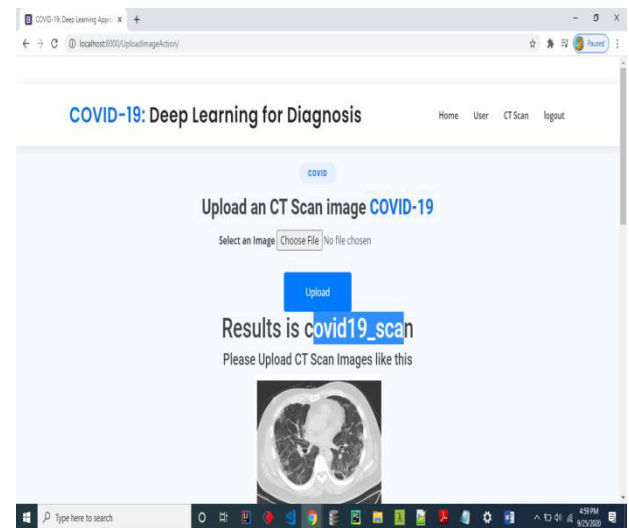 COVID-19: Deep Learning Appro
localhost:8000/UploadImageAction/
Paused
COVID-19: Deep Learning for Diagnosis
Home User CT Scan logout
COVID
Upload an CT Scan image COVID-19
Select an Image Choose File No file chosen
Upload
Results is covid19_scan
Please Upload CT Scan Images like this
Type here to search
4:59 PM
9/25/2020